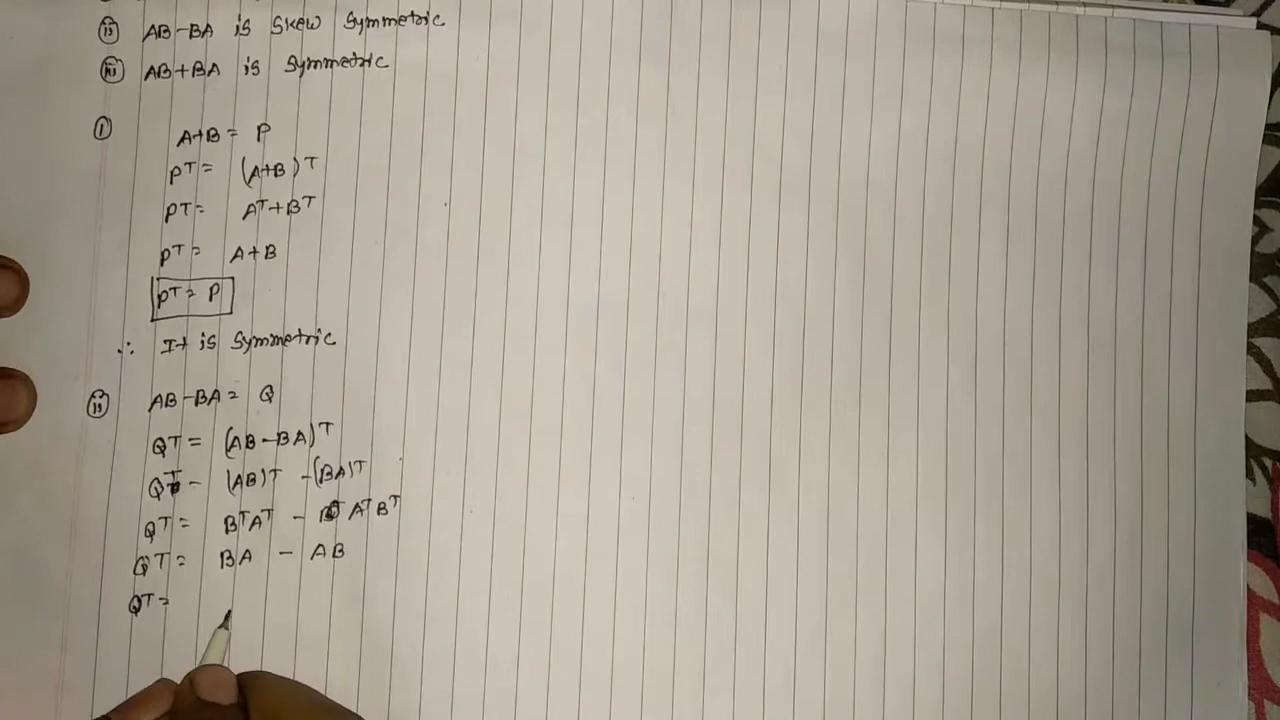 (ii) AB-BA is Skew Symmetric
(iii) AB+BA is Symmetric
(i) A+B = P
Pᵀ = (A+B)ᵀ
Pᵀ = Aᵀ+Bᵀ
Pᵀ = A+B
Pᵀ = P
∴ It is Symmetric
(ii) AB-BA = Q
Qᵀ = (AB-BA)ᵀ
Qᵀ = (AB)ᵀ -(BA)ᵀ
Qᵀ = BᵀAᵀ - AᵀBᵀ
Qᵀ = BA - AB
Qᵀ =